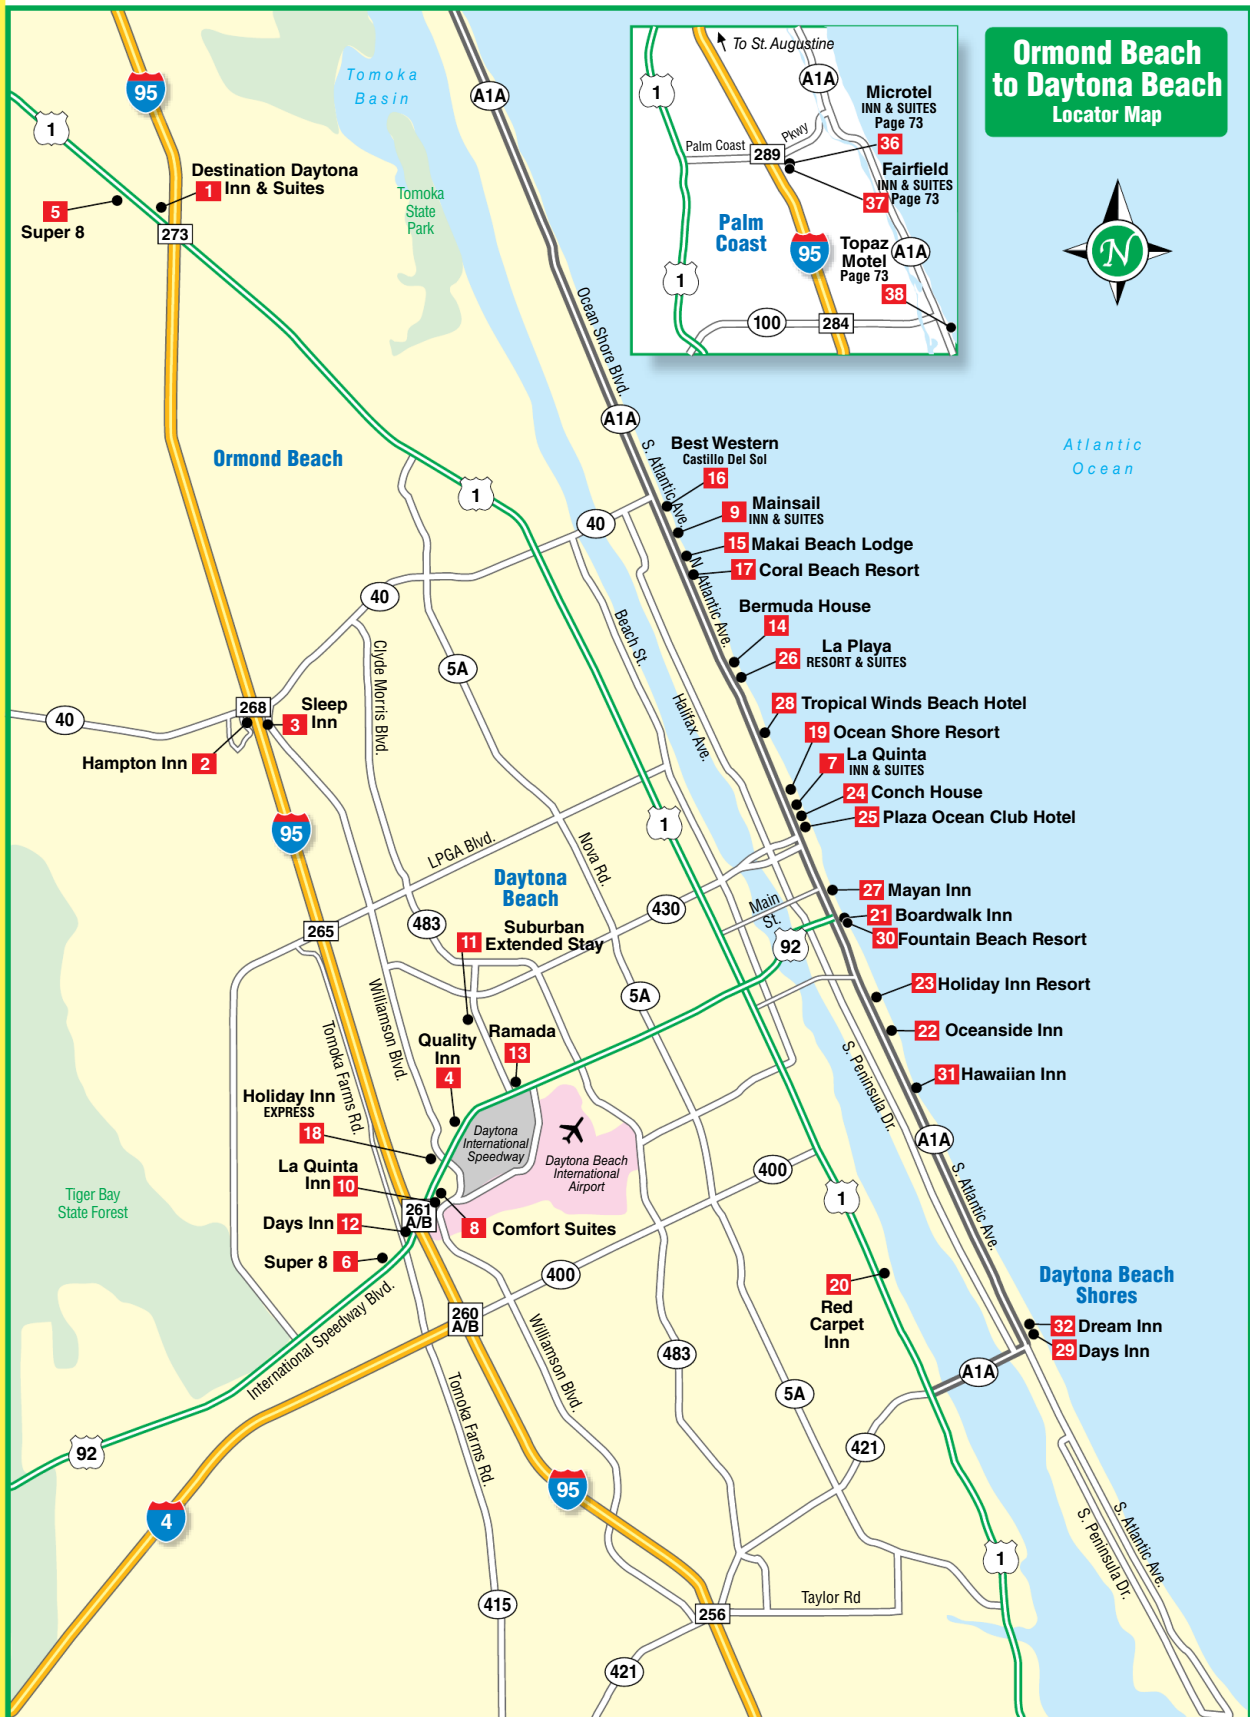 Ormond Beach
to Daytona Beach
Locator Map
N
To St. Augustine
A1A
1
Microtel
INN & SUITES
Page 73
36
Palm Coast Pkwy
289
Fairfield
INN & SUITES
Page 73
37
Palm
Coast
95
Topaz
Motel
Page 73
A1A
38
1
100
284
95
Tomoka
Basin
A1A
1
Destination Daytona
Inn & Suites
1
5
Super 8
273
Tomoka
State
Park
Ocean Shore Blvd.
A1A
Atlantic
Ocean
Ormond Beach
S. Atlantic Ave.
Best Western
Castillo Del Sol
16
1
40
9
Mainsail
INN & SUITES
15 Makai Beach Lodge
17 Coral Beach Resort
N. Atlantic Ave.
40
Bermuda House
14
Beach St.
Clyde Morris Blvd.
5A
La Playa
26
RESORT & SUITES
Halifax Ave.
28 Tropical Winds Beach Hotel
268
Sleep
Inn
3
40
19 Ocean Shore Resort
7
La Quinta
INN & SUITES
Hampton Inn 2
24 Conch House
25 Plaza Ocean Club Hotel
95
1
LPGA Blvd.
Nova Rd.
Daytona
Beach
27 Mayan Inn
Main
St.
430
483
265
Suburban
Extended Stay
11
21 Boardwalk Inn
30 Fountain Beach Resort
92
23 Holiday Inn Resort
5A
Williamson Blvd.
22 Oceanside Inn
Tomoka Farms Rd.
Quality
Inn
4
Ramada
13
S. Peninsula Dr.
31 Hawaiian Inn
Holiday Inn
EXPRESS
18
Daytona
International
Speedway
Daytona Beach
International
Airport
A1A
400
S. Atlantic Ave.
La Quinta
Inn 10
Tiger Bay
State Forest
1
261
A/B
Days Inn 12
8 Comfort Suites
Super 8 6
400
20
Red
Carpet
Inn
Daytona Beach
Shores
International Speedway Blvd.
260
A/B
Williamson Blvd.
32 Dream Inn
29 Days Inn
483
A1A
Tomoka Farms Rd.
5A
92
421
95
4
S. Atlantic Ave.
S. Peninsula Dr.
1
415
Taylor Rd
256
421